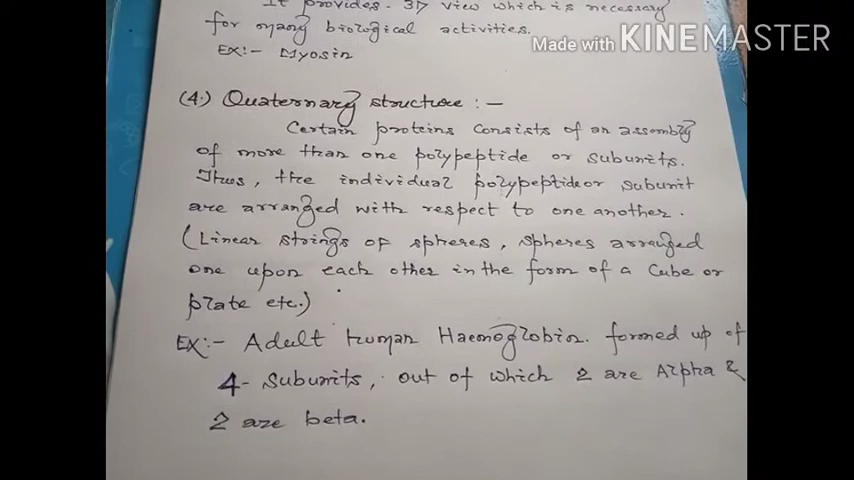 It provides. 3D view which is necessary
for many biological activities.
Ex:- Myosin
Made with KINEMASTER
(4.) Quaternary structure :-
Certain proteins consists of an assembly
of more than one polypeptide or subunits.
Thus, the individual polypeptide or subunit
are arranged with respect to one another.
(Linear strings of spheres, spheres arranged
one upon each other in the form of a cube or
plate etc.)
Ex:- Adult human Haemoglobin. formed up of
4- subunits, out of which 2 are Alpha &
2 are beta.